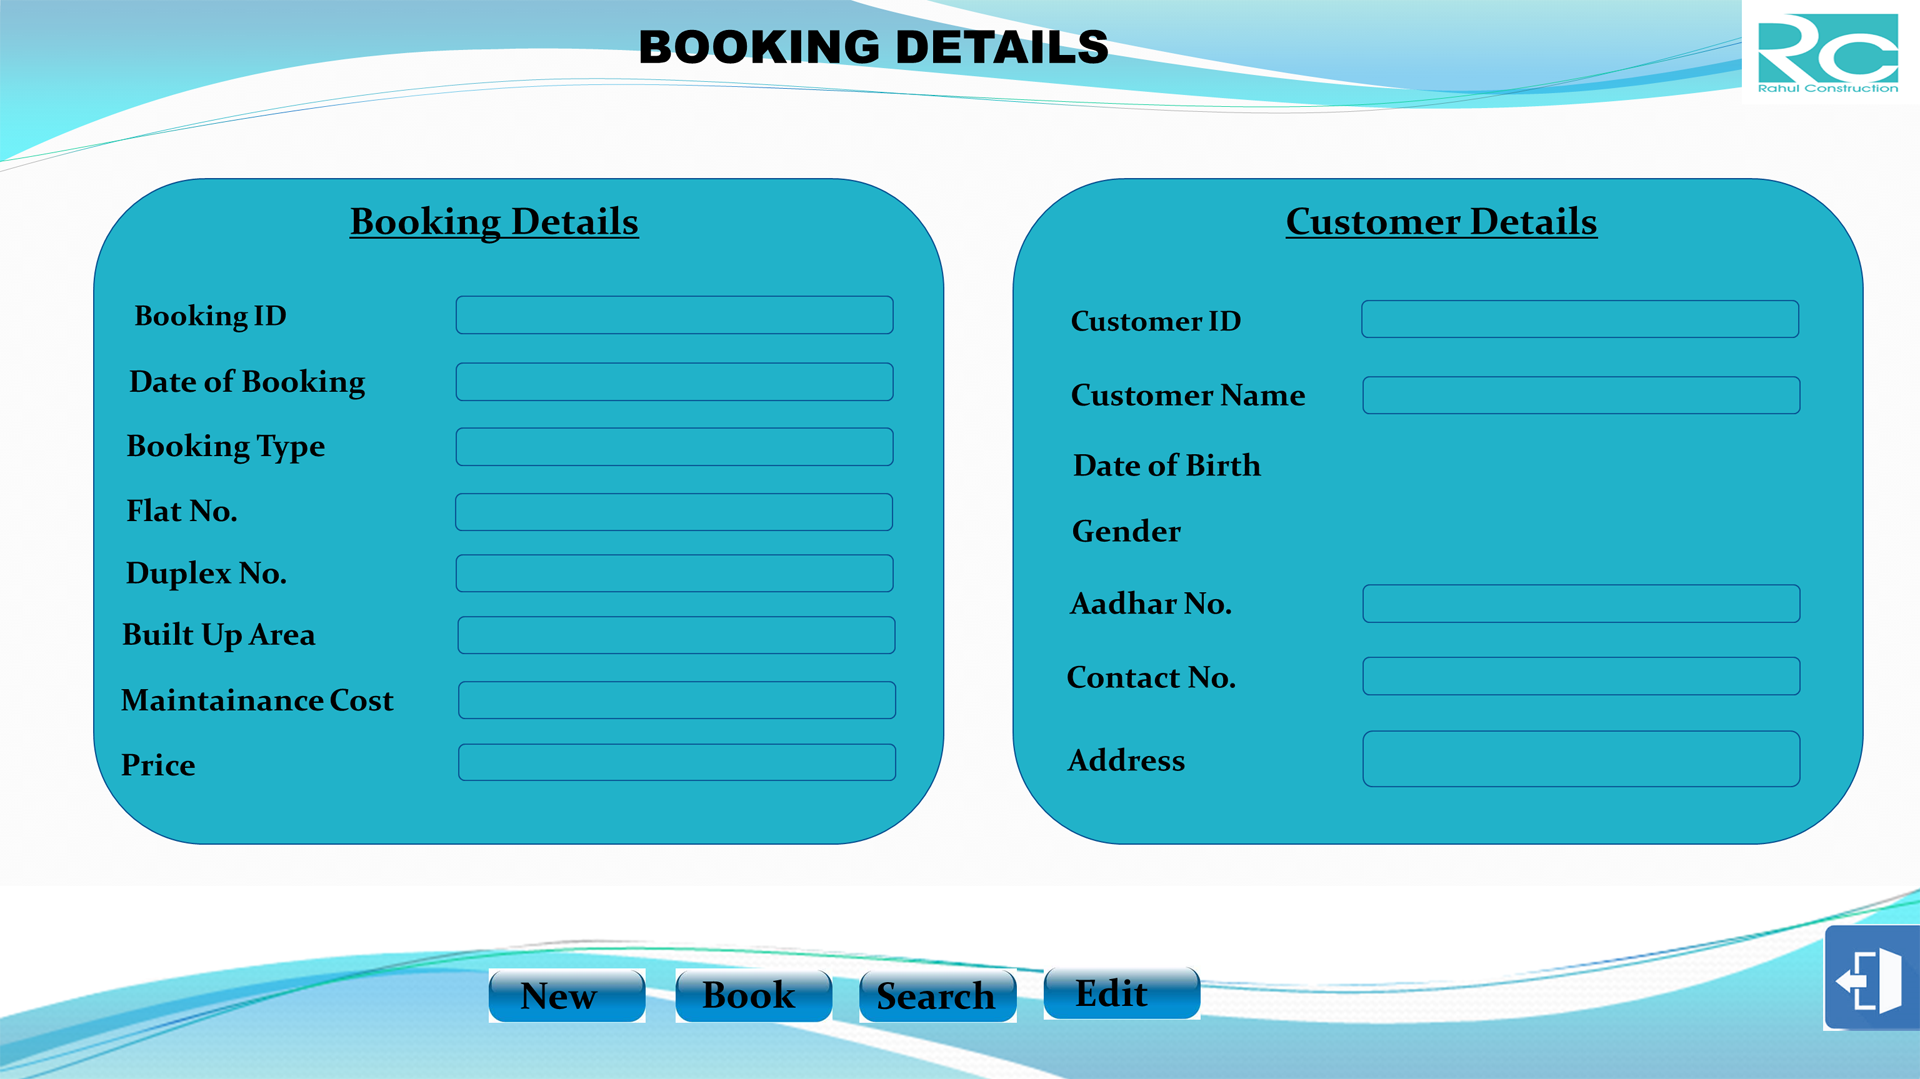 BOOKING DETAILS
RC
Rahul Construction
Booking Details
Booking ID
Date of Booking
Booking Type
Flat No.
Duplex No.
Built Up Area
Maintainance Cost
Price
Customer Details
Customer ID
Customer Name
Date of Birth
Gender
Aadhar No.
Contact No.
Address
New
Book
Search
Edit